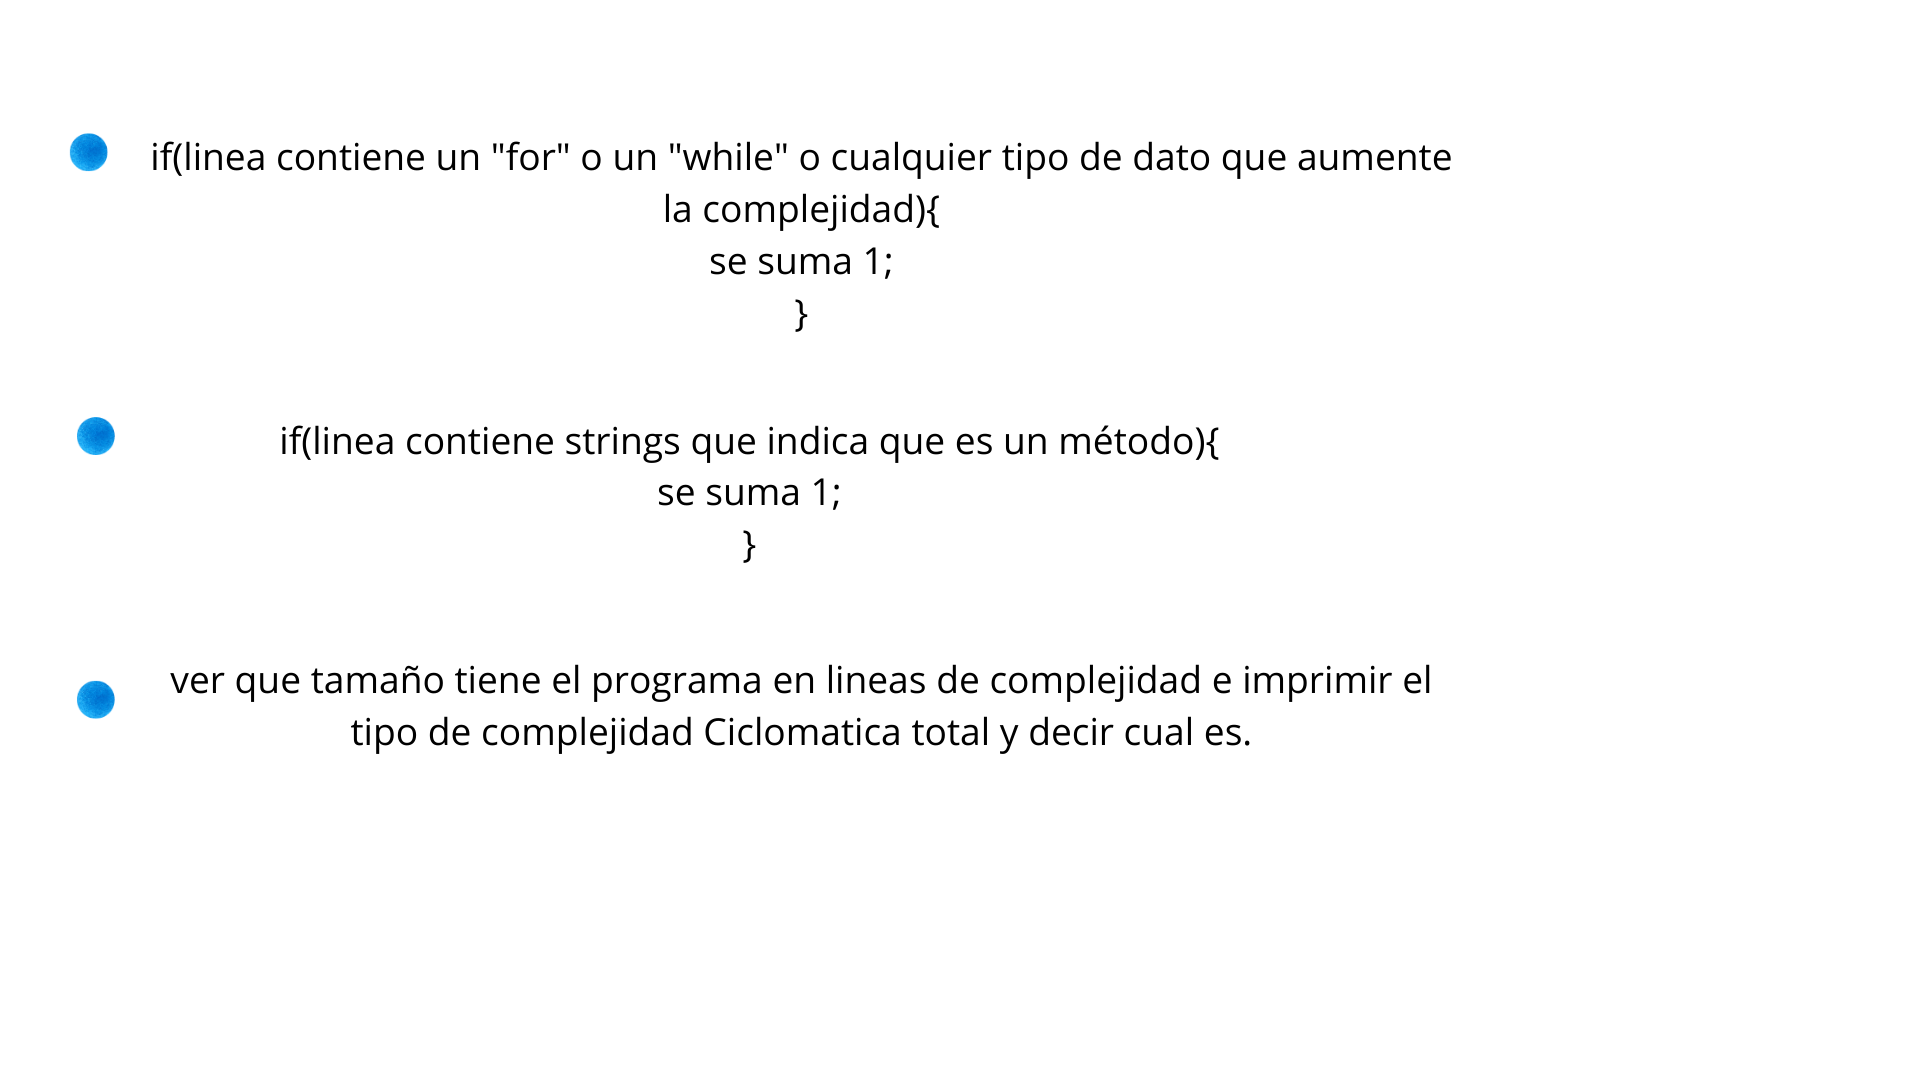 if(linea contiene un "for" o un "while" o cualquier tipo de dato que aumente
la complejidad){
se suma 1;
}
if(linea contiene strings que indica que es un método){
se suma 1;
}
ver que tamaño tiene el programa en lineas de complejidad e imprimir el
tipo de complejidad Ciclomatica total y decir cual es.